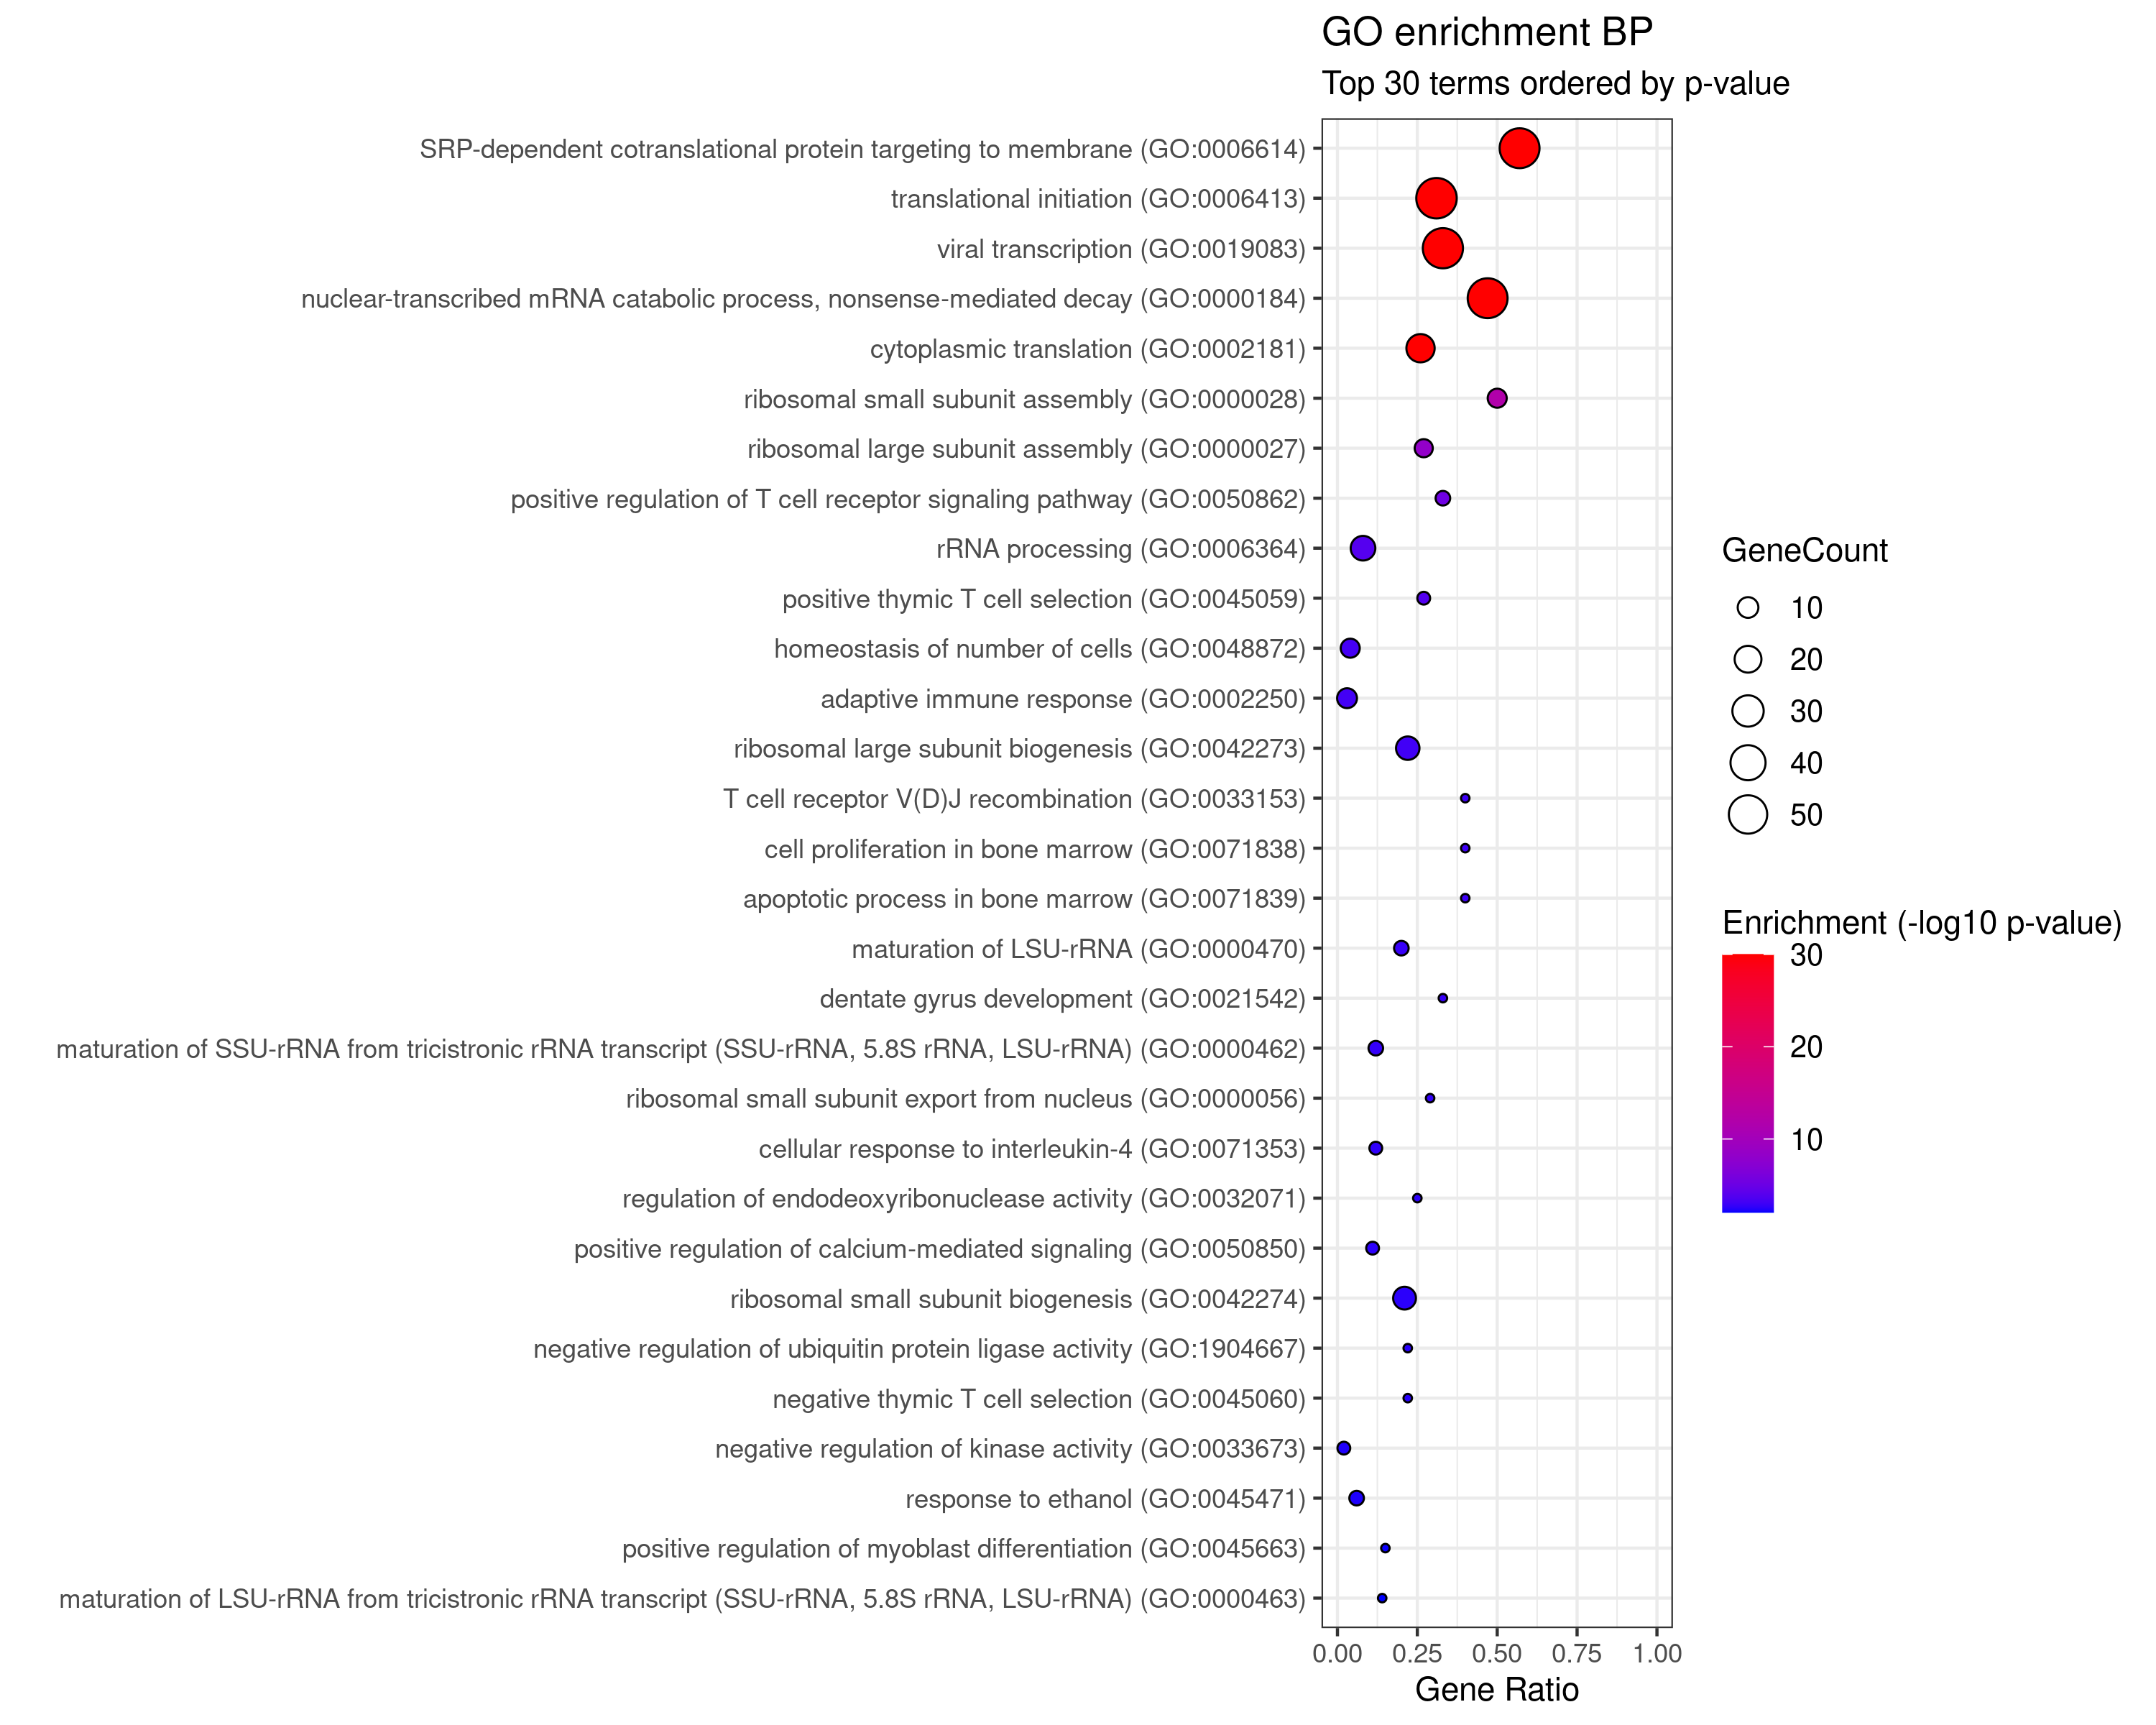 GO enrichment BP
Top 30 terms ordered by p-value
SRP-dependent cotranslational protein targeting to membrane (GO:0006614)
translational initiation (GO:0006413)
viral transcription (GO:0019083)
nuclear-transcribed mRNA catabolic process, nonsense-mediated decay (GO:0000184)
cytoplasmic translation (GO:0002181)
ribosomal small subunit assembly (GO:0000028)
ribosomal large subunit assembly (GO:0000027)
positive regulation of T cell receptor signaling pathway (GO:0050862)
rRNA processing (GO:0006364)
positive thymic T cell selection (GO:0045059)
homeostasis of number of cells (GO:0048872)
adaptive immune response (GO:0002250)
ribosomal large subunit biogenesis (GO:0042273)
T cell receptor V(D)J recombination (GO:0033153)
cell proliferation in bone marrow (GO:0071838)
apoptotic process in bone marrow (GO:0071839)
maturation of LSU-rRNA (GO:0000470)
dentate gyrus development (GO:0021542)
maturation of SSU-rRNA from tricistronic rRNA transcript (SSU-rRNA, 5.8S rRNA, LSU-rRNA) (GO:0000462)
ribosomal small subunit export from nucleus (GO:0000056)
cellular response to interleukin-4 (GO:0071353)
regulation of endodeoxyribonuclease activity (GO:0032071)
positive regulation of calcium-mediated signaling (GO:0050850)
ribosomal small subunit biogenesis (GO:0042274)
negative regulation of ubiquitin protein ligase activity (GO:1904667)
negative thymic T cell selection (GO:0045060)
negative regulation of kinase activity (GO:0033673)
response to ethanol (GO:0045471)
positive regulation of myoblast differentiation (GO:0045663)
maturation of LSU-rRNA from tricistronic rRNA transcript (SSU-rRNA, 5.8S rRNA, LSU-rRNA) (GO:0000463)
0.00 0.25 0.50 0.75 1.00
Gene Ratio
GeneCount
10
20
30
40
50
Enrichment (-log10 p-value)
30
20
10